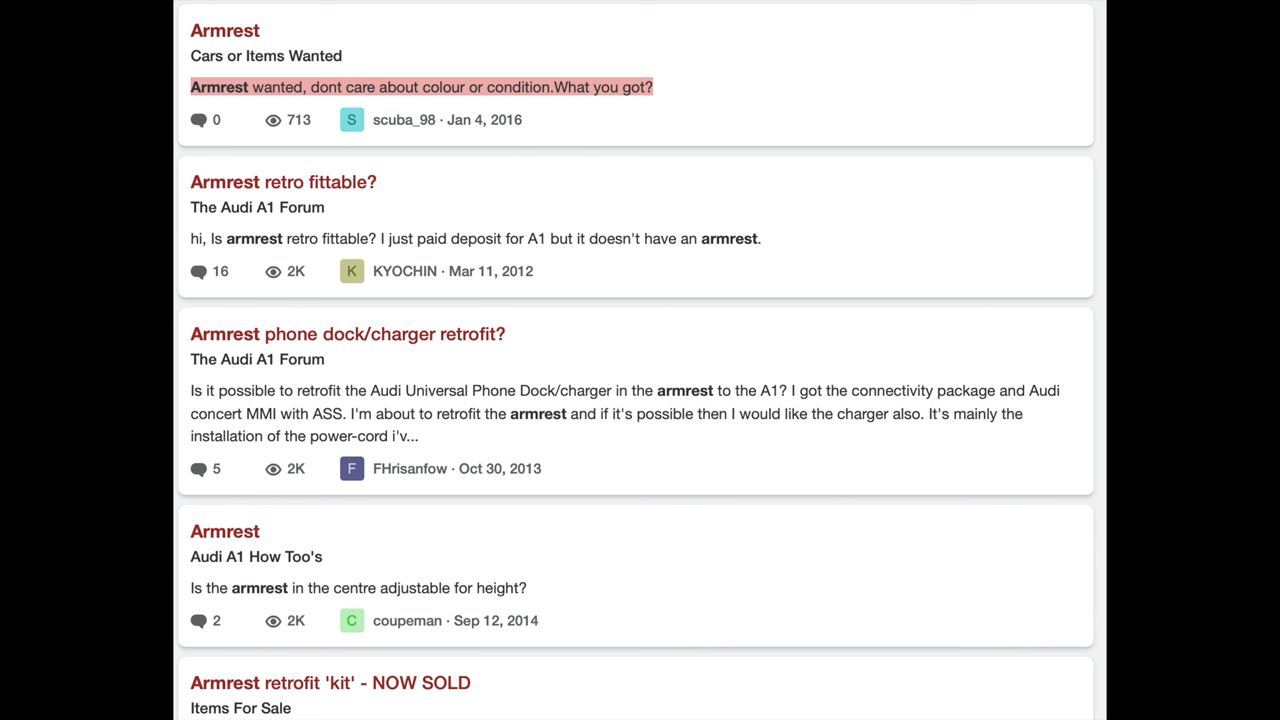 Armrest
Cars or Items Wanted
Armrest wanted, dont care about colour or condition.What you got?
0 713 S scuba_98 · Jan 4, 2016
Armrest retro fittable?
The Audi A1 Forum
hi, Is armrest retro fittable? I just paid deposit for A1 but it doesn't have an armrest.
16 2K K KYOCHIN · Mar 11, 2012
Armrest phone dock/charger retrofit?
The Audi A1 Forum
Is it possible to retrofit the Audi Universal Phone Dock/charger in the armrest to the A1? I got the connectivity package and Audi
concert MMI with ASS. I'm about to retrofit the armrest and if it's possible then I would like the charger also. It's mainly the
installation of the power-cord i'v...
5 2K F FHrisanfow · Oct 30, 2013
Armrest
Audi A1 How Too's
Is the armrest in the centre adjustable for height?
2 2K C coupeman · Sep 12, 2014
Armrest retrofit 'kit' - NOW SOLD
Items For Sale